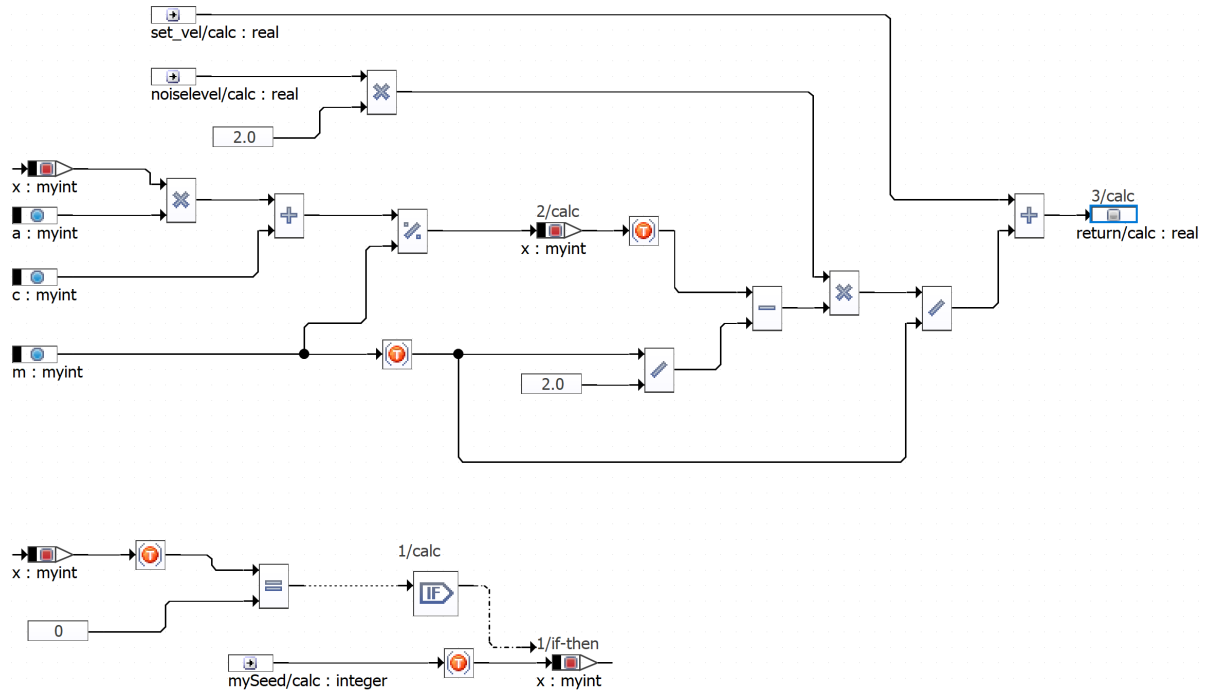 set_vel/calc : real
noiselevel/calc : real
2.0
x : myint
a : myint
2/calc
x : myint
3/calc
return/calc : real
c : myint
m : myint
2.0
1/calc
x : myint
IF
0
1/if-then
mySeed/calc : integer
x : myint
T
T
T
T